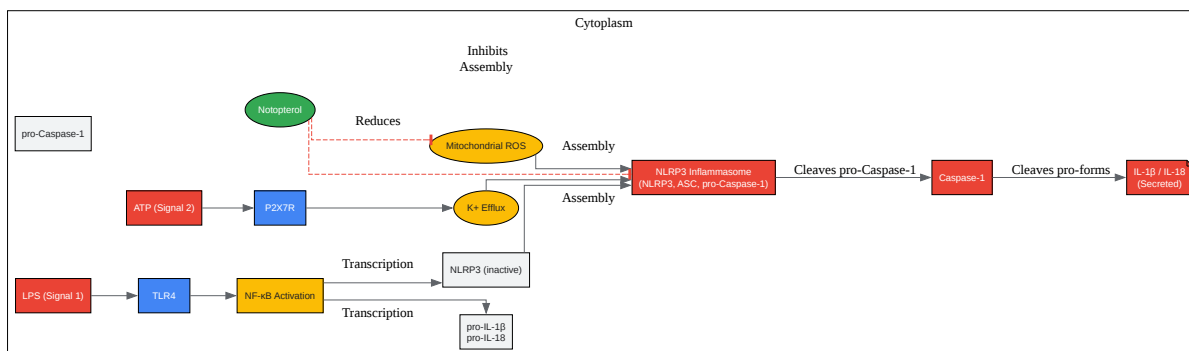 Cytoplasm
Inhibits
Assembly
Notopterol
Reduces
pro-Caspase-1
Mitochondrial ROS
Assembly
NLRP3 Inflammasome
(NLRP3, ASC, pro-Caspase-1)
Cleaves pro-Caspase-1
Caspase-1
Cleaves pro-forms
IL-1β / IL-18
(Secreted)
ATP (Signal 2)
P2X7R
K+ Efflux
Assembly
Transcription
NLRP3 (inactive)
LPS (Signal 1)
TLR4
NF-κB Activation
Transcription
pro-IL-1β
pro-IL-18